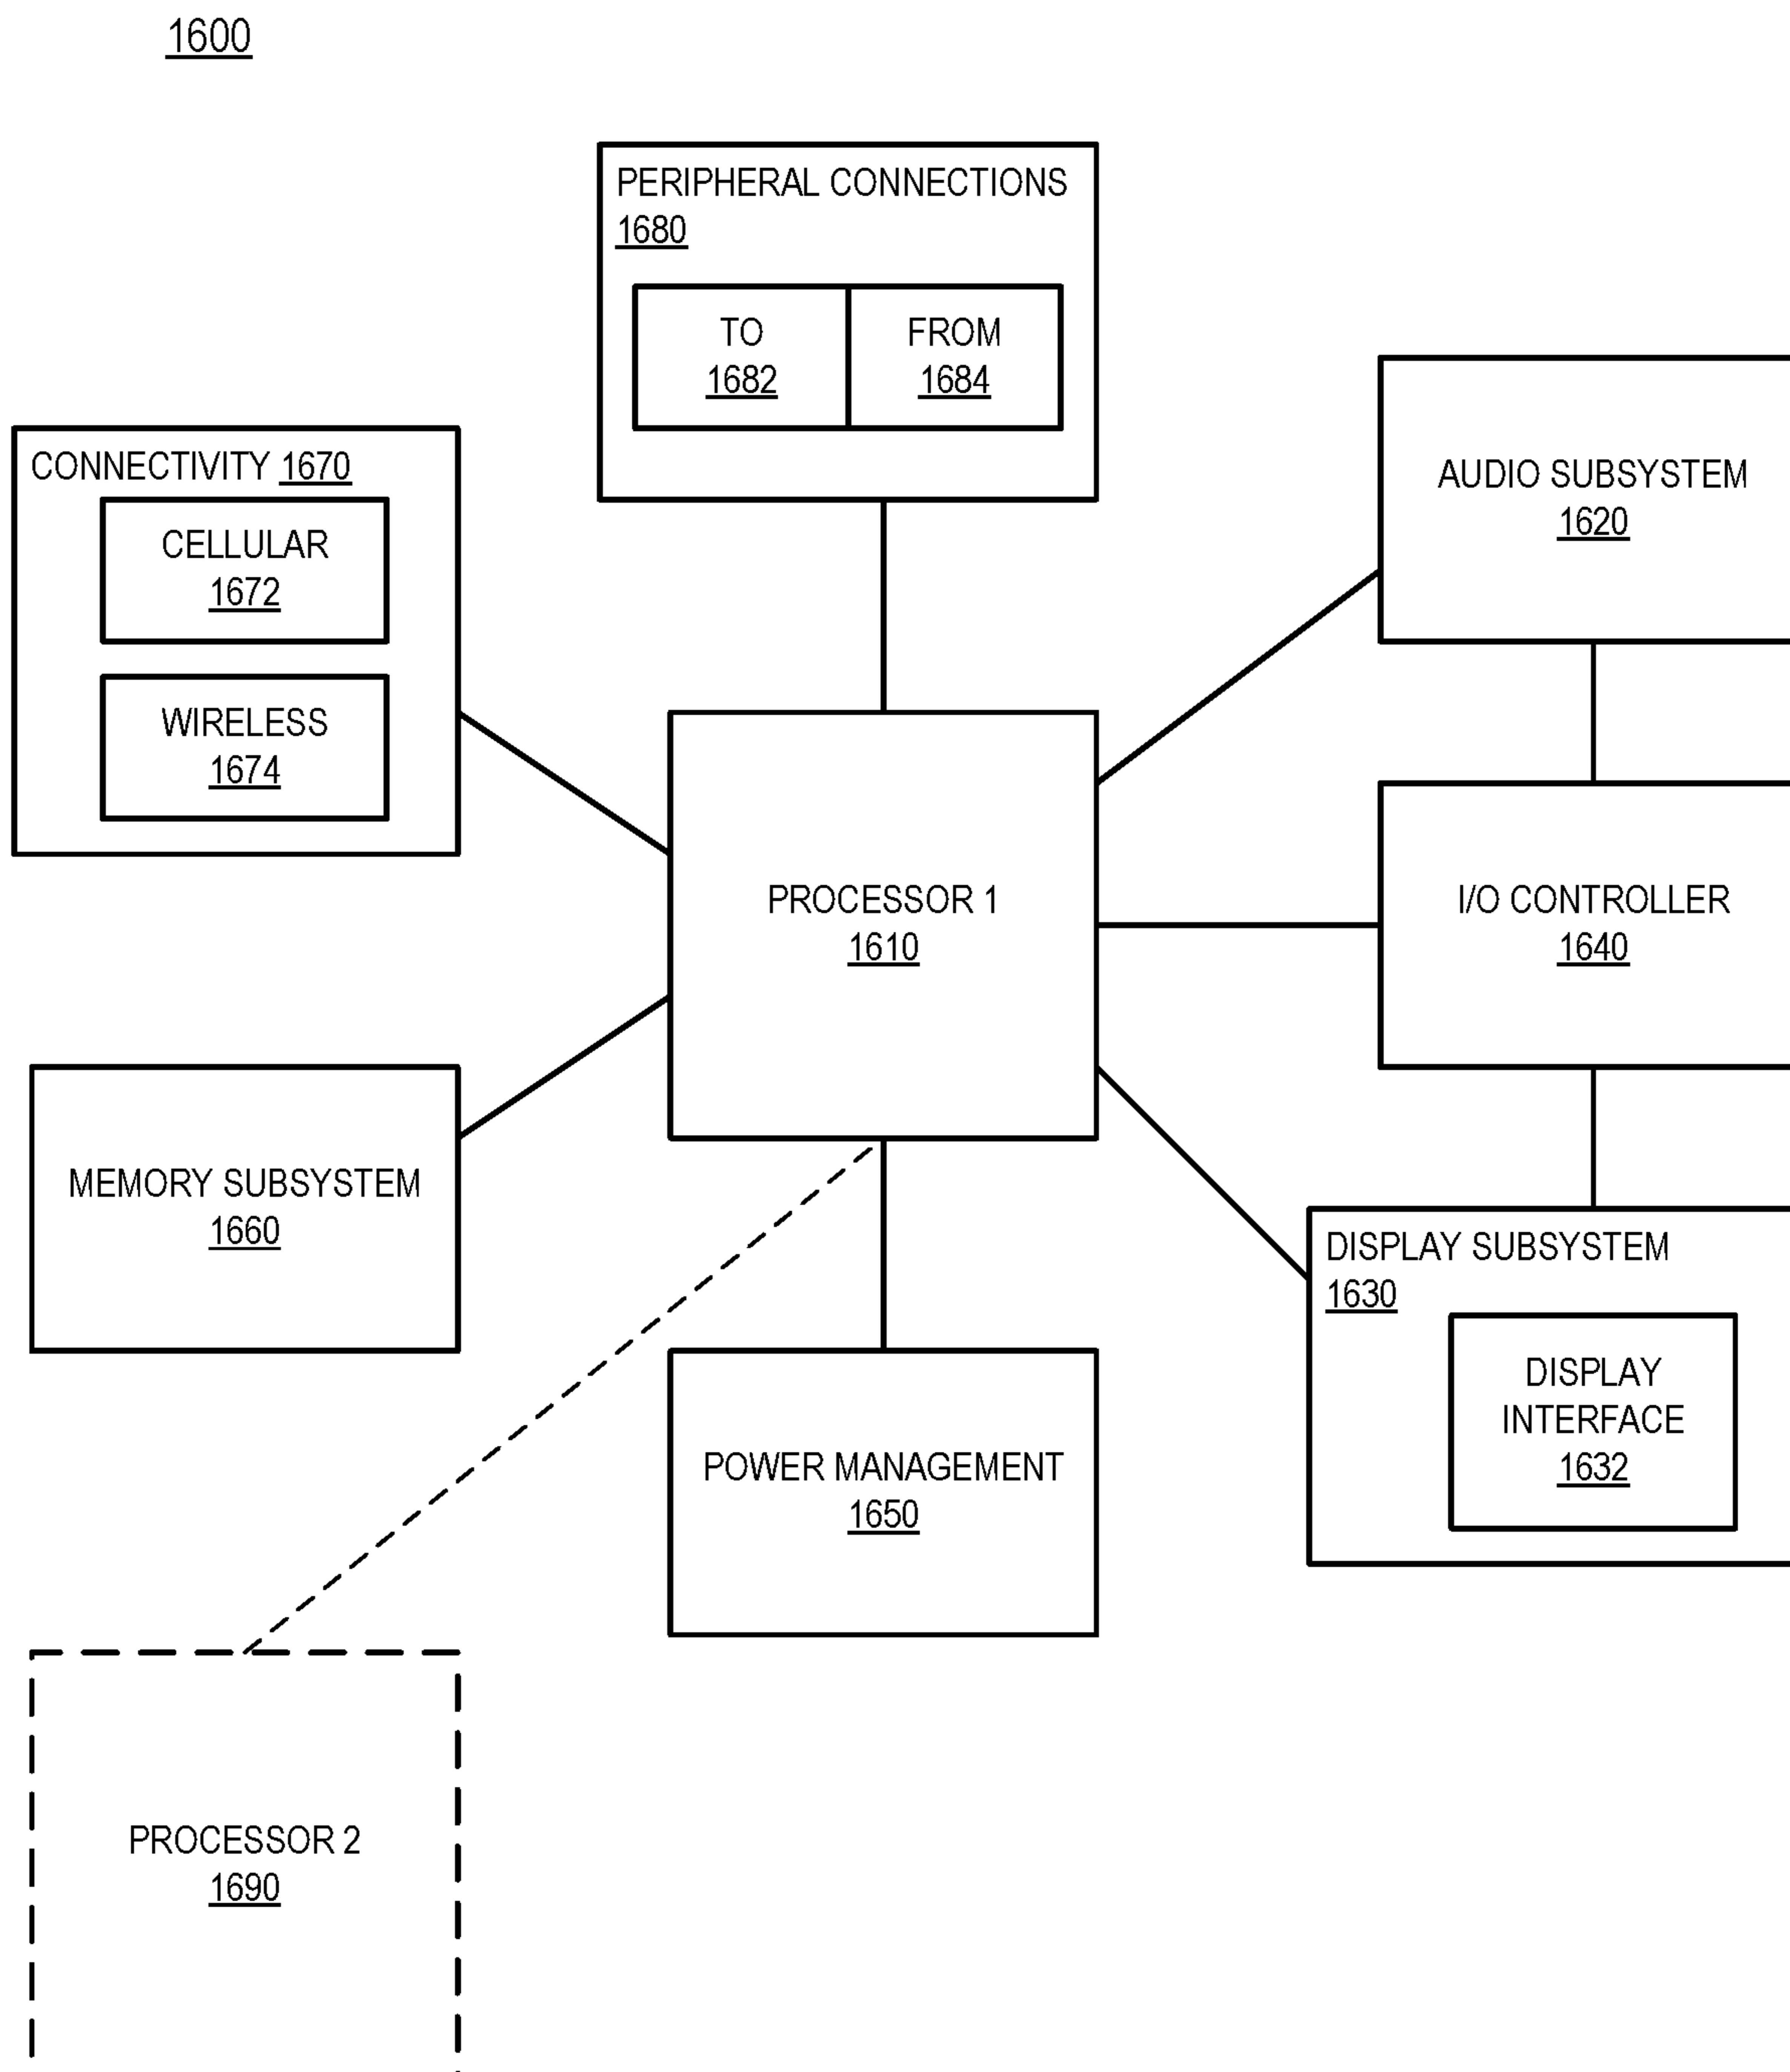 1600
PERIPHERAL CONNECTIONS
1680
TO
1682
FROM
1684
CONNECTIVITY 1670
CELLULAR
1672
WIRELESS
1674
AUDIO SUBSYSTEM
1620
PROCESSOR 1
1610
I/O CONTROLLER
1640
MEMORY SUBSYSTEM
1660
DISPLAY SUBSYSTEM
1630
DISPLAY
INTERFACE
1632
POWER MANAGEMENT
1650
PROCESSOR 2
1690